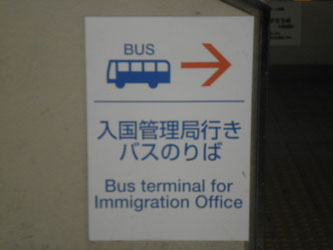 BUS
入国管理局行き
バスのりば
Bus terminal for
Immigration Office